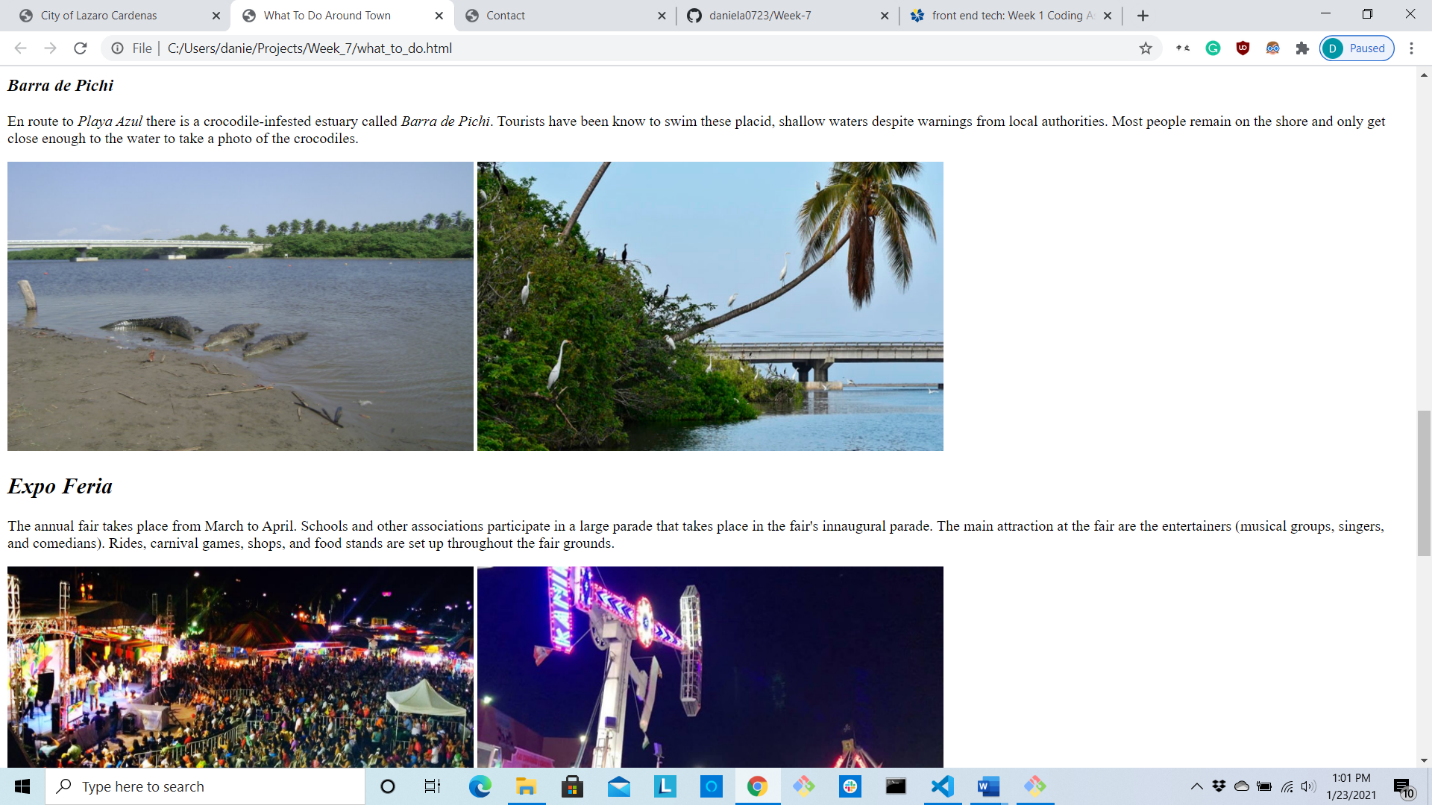 City of Lazaro Cardenas
What To Do Around Town
Contact
daniela0723/Week-7
front end tech: Week 1 Coding A
File
C:/Users/danie/Projects/Week_7/what_to_do.html
D
Paused
Barra de Pichi
En route to Playa Azul there is a crocodile-infested estuary called Barra de Pichi. Tourists have been know to swim these placid, shallow waters despite warnings from local authorities. Most people remain on the shore and only get
close enough to the water to take a photo of the crocodiles.
Expo Feria
The annual fair takes place from March to April. Schools and other associations participate in a large parade that takes place in the fair's innaugural parade. The main attraction at the fair are the entertainers (musical groups, singers,
and comedians). Rides, carnival games, shops, and food stands are set up throughout the fair grounds.
Type here to search
1:01 PM
1/23/2021
10